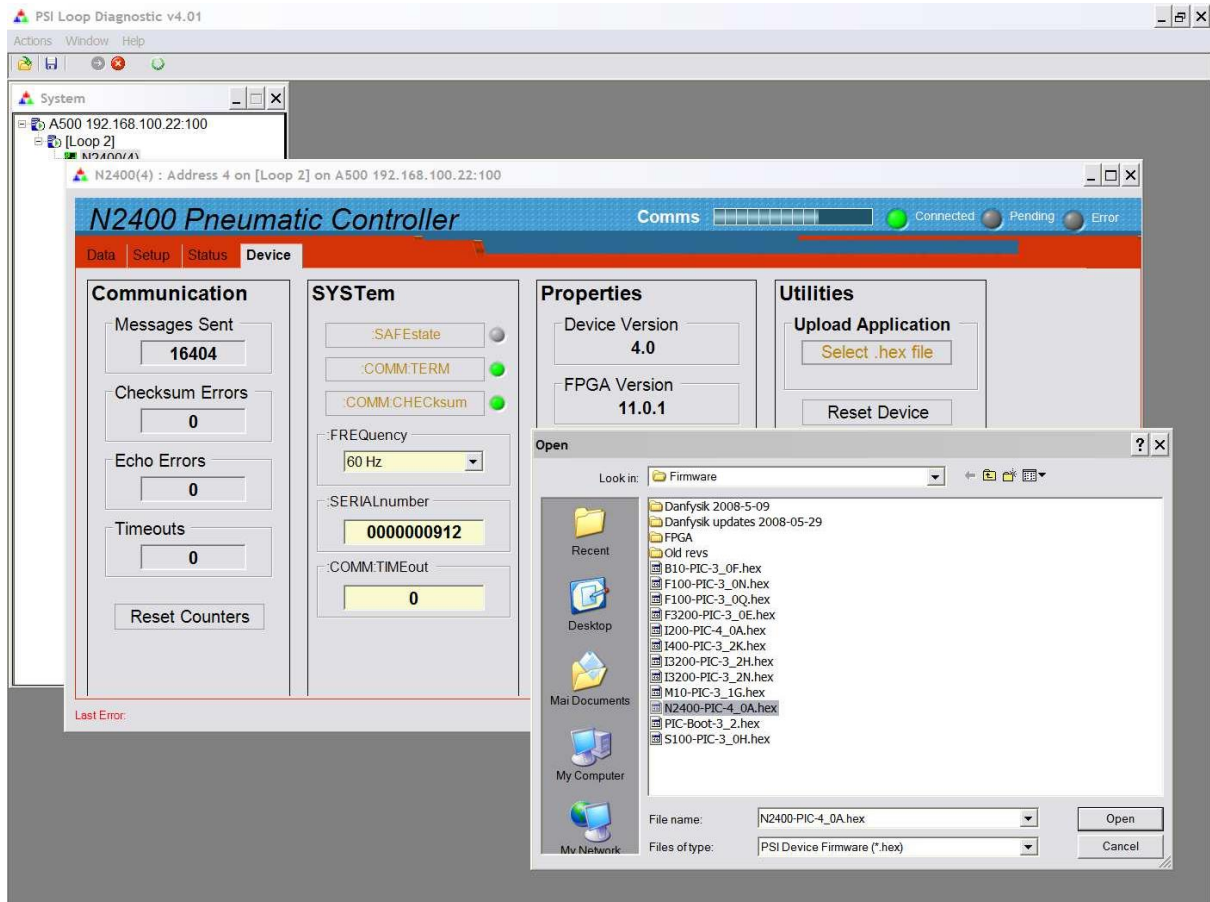 PSI Loop Diagnostic v4.01
Actions Window Help
System
A500 192.168.100.22:100
[Loop 2]
N2400(4)
N2400(4) : Address 4 on [Loop 2] on A500 192.168.100.22:100
N2400 Pneumatic Controller
Comms
Connected
Pending
Error
Data Setup Status Device
Communication
Messages Sent
16404
Checksum Errors
0
Echo Errors
0
Timeouts
0
Reset Counters
SYSTem
:SAFEstate
:COMM:TERM
:COMM:CHECksum
:FREQuency
60 Hz
:SERIALnumber
0000000912
:COMM:TIMEout
0
Properties
Device Version
4.0
FPGA Version
11.0.1
Utilities
Upload Application
Select .hex file
Reset Device
Last Error:
Open
Look in:
Firmware
Recent
Desktop
Mai Documents
My Computer
My Network
Danfysik 2008-5-09
Danfysik updates 2008-05-29
FPGA
Old revs
B10-PIC-3_0F.hex
F100-PIC-3_0N.hex
F100-PIC-3_0Q.hex
F3200-PIC-3_0E.hex
I200-PIC-4_0A.hex
I400-PIC-3_2K.hex
I3200-PIC-3_2H.hex
I3200-PIC-3_2N.hex
M10-PIC-3_1G.hex
N2400-PIC-4_0A.hex
PIC-Boot-3_2.hex
S100-PIC-3_0H.hex
File name: N2400-PIC-4_0A.hex Open
Files of type: PSI Device Firmware (*.hex) Cancel